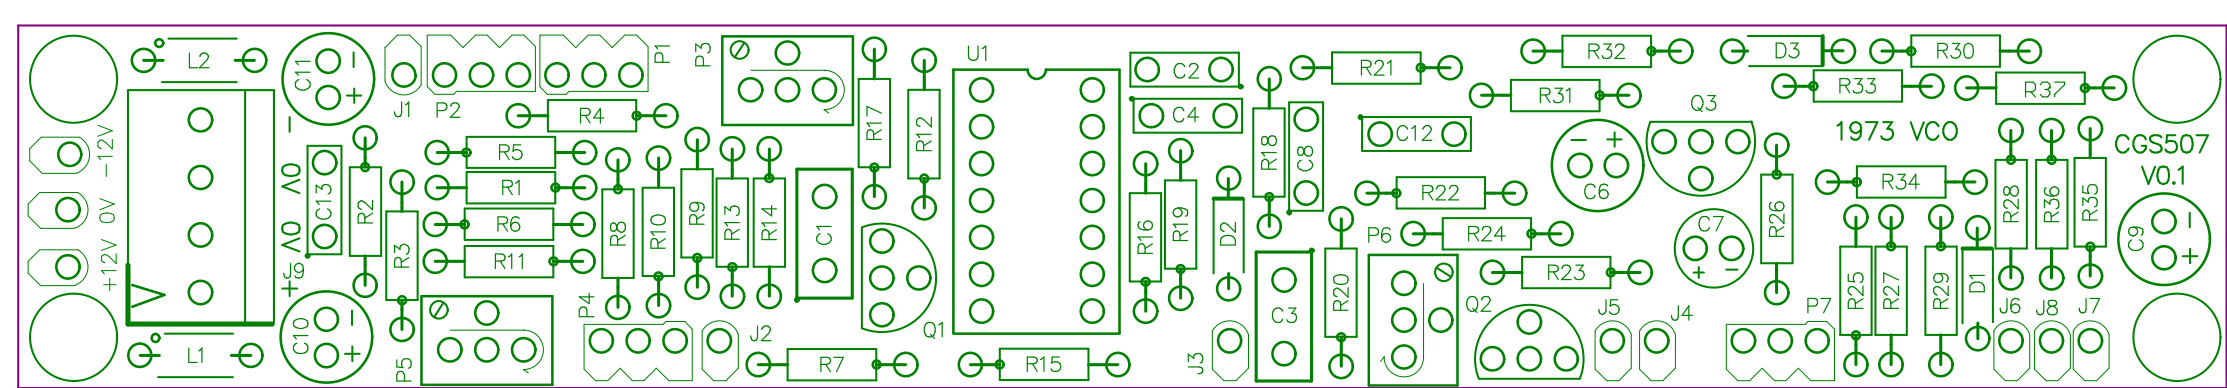 L2
C11
J1
P2
P1
P3
R17
R12
U1
C2
C4
R18
C8
R21
C12
R32
R31
Q3
D3
R33
R30
R37
1973 VCO
CGS507
V0.1
-12V
0V
+12V
-
0V
0V
+
J9
C13
R2
R3
R4
R5
R1
R6
R11
R8
R10
R9
R13
R14
C1
R16
R19
D2
R22
P6
R24
R23
C6
C7
R26
R34
R28
R36
R35
C9
L1
C10
P5
P4
J2
R7
Q1
R15
J3
C3
R20
Q2
J5
J4
P7
R25
R27
R29
D1
J6
J8
J7